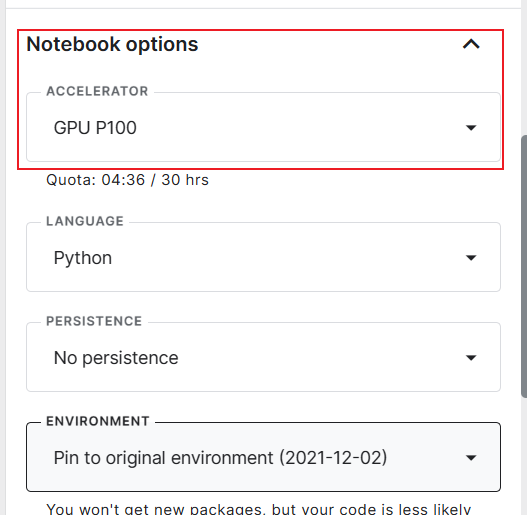 Notebook options
ACCELERATOR
GPU P100
Quota: 04:36 / 30 hrs
LANGUAGE
Python
PERSISTENCE
No persistence
ENVIRONMENT
Pin to original environment (2021-12-02)
You won't get new packages, but your code is less likely